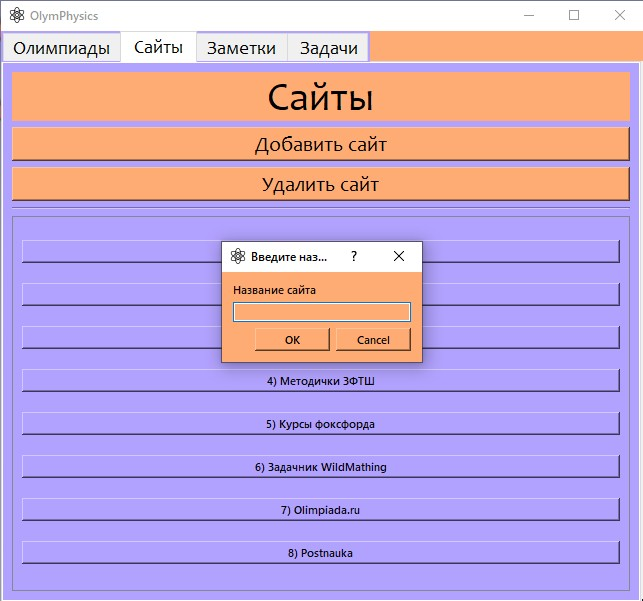 OlymPhysics
Олимпиады Сайты Заметки Задачи
Сайты
Добавить сайт
Удалить сайт
Введите наз... ?
Название сайта
OK Cancel
4) Методички ЗФТШ
5) Курсы фоксфорда
6) Задачник WildMathing
7) Olimpiada.ru
8) Postnauka